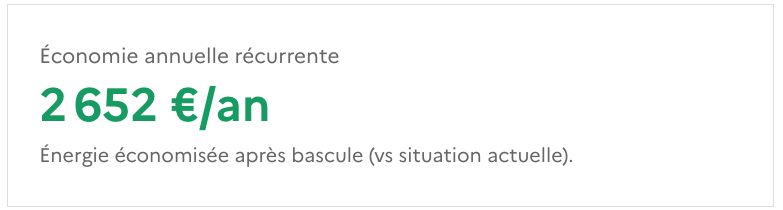 Économie annuelle récurrente
2 652 €/an
Énergie économisée après bascule (vs situation actuelle).